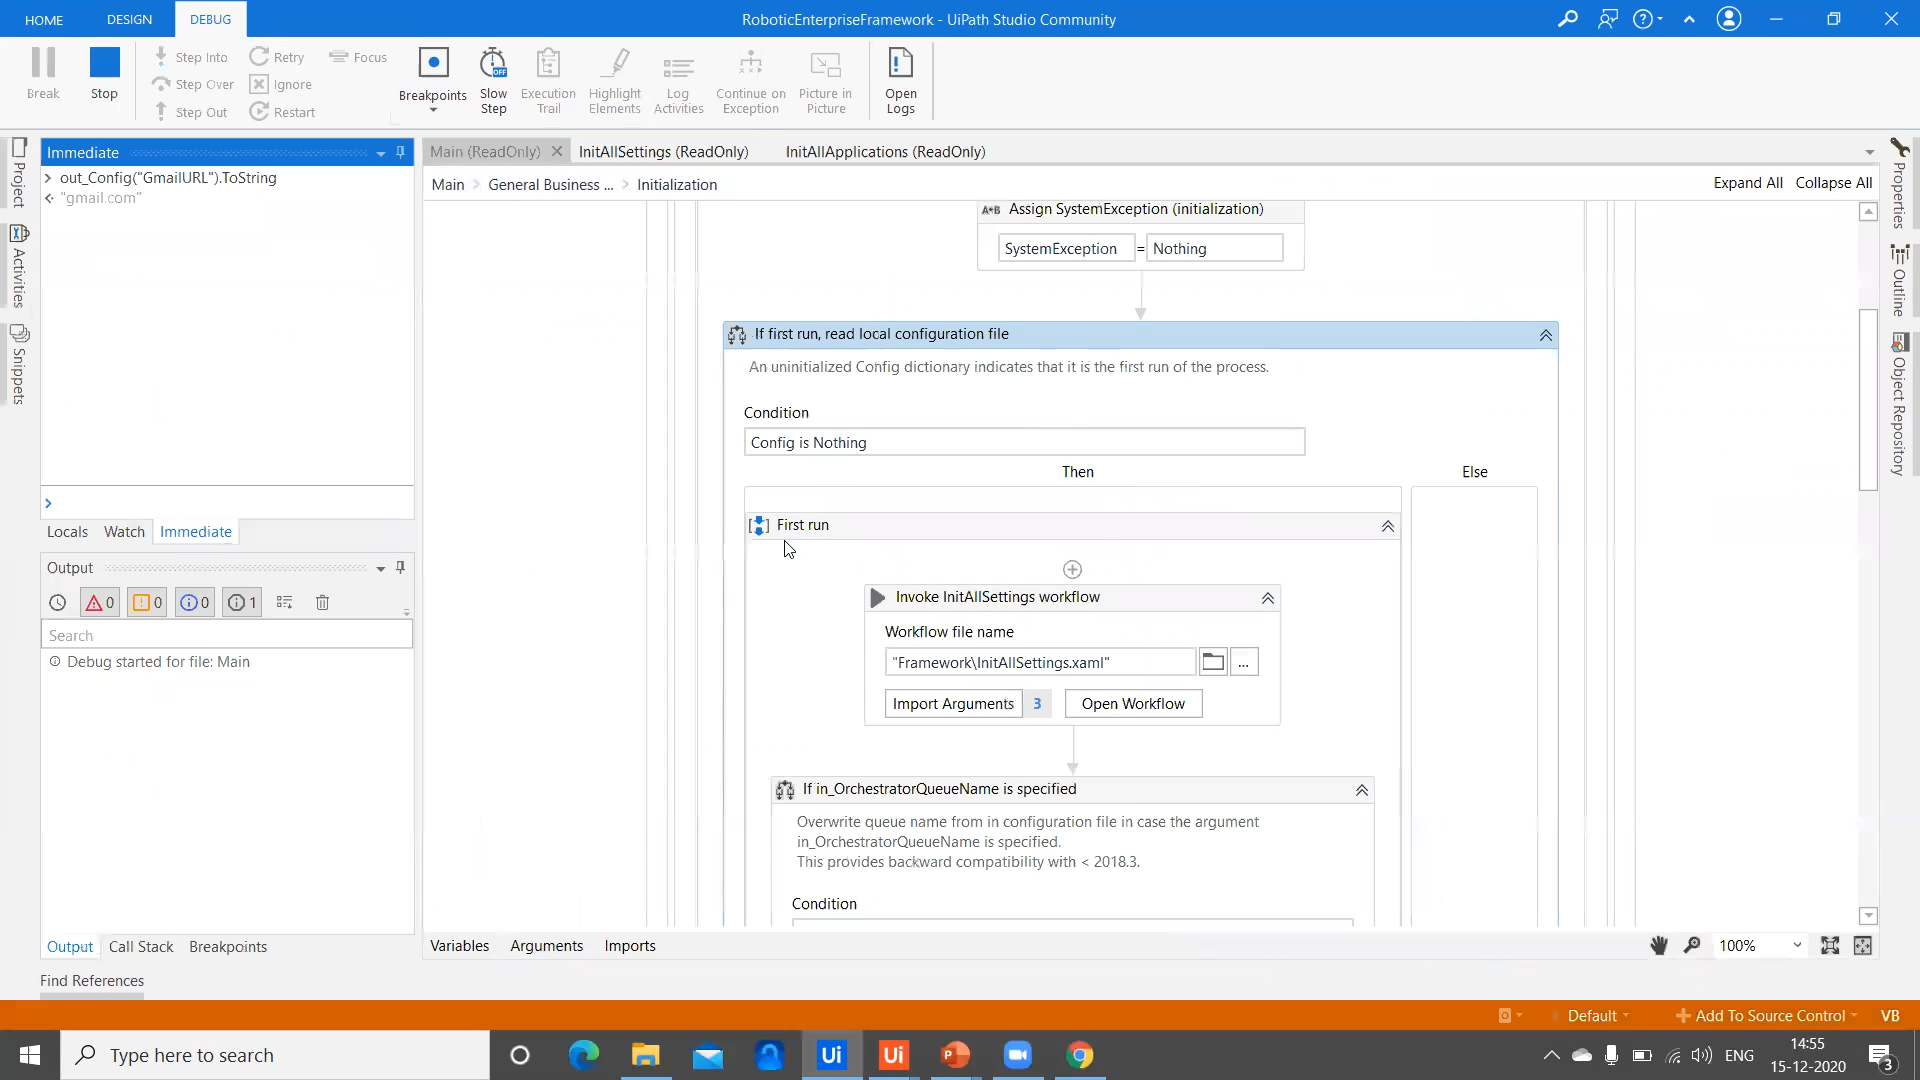 HOME DESIGN DEBUG
RoboticEnterpriseFramework - UiPath Studio Community
Break
Stop
Step Into
Step Over
Step Out
Retry
Ignore
Restart
Focus
Breakpoints
Slow
Step
OFF
Execution
Trail
Highlight
Elements
Log
Activities
Continue on
Exception
Picture in
Picture
Open
Logs
Project
Activities
Snippets
Immediate
out_Config("GmailURL").ToString
"gmail.com"
Locals Watch Immediate
Output
0 0 0 1
Search
Debug started for file: Main
Output Call Stack Breakpoints
Find References
Main (ReadOnly) InitAllSettings (ReadOnly) InitAllApplications (ReadOnly)
Main > General Business ... > Initialization
Expand All Collapse All
A*B Assign SystemException (initialization)
SystemException = Nothing
If first run, read local configuration file
An uninitialized Config dictionary indicates that it is the first run of the process.
Condition
Config is Nothing
Then Else
First run
Invoke InitAllSettings workflow
Workflow file name
"Framework\InitAllSettings.xaml"
...
Import Arguments 3 Open Workflow
If in_OrchestratorQueueName is specified
Overwrite queue name from in configuration file in case the argument
in_OrchestratorQueueName is specified.
This provides backward compatibility with < 2018.3.
Condition
Variables Arguments Imports
100%
Properties
Outline
Object Repository
0 Default Add To Source Control VB
Type here to search
Ui Ui
ENG
14:55
15-12-2020
3